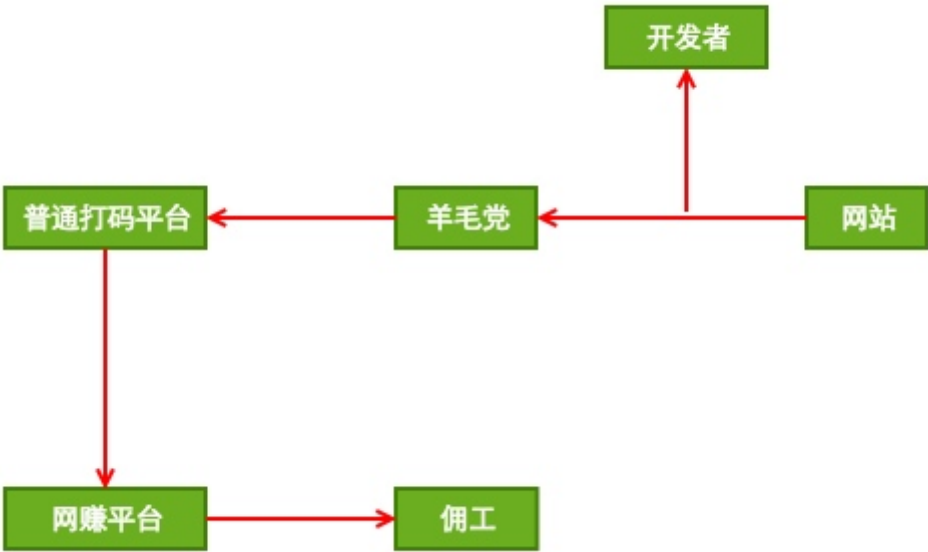 开发者
普通打码平台
羊毛党
网站
网赚平台
佣工